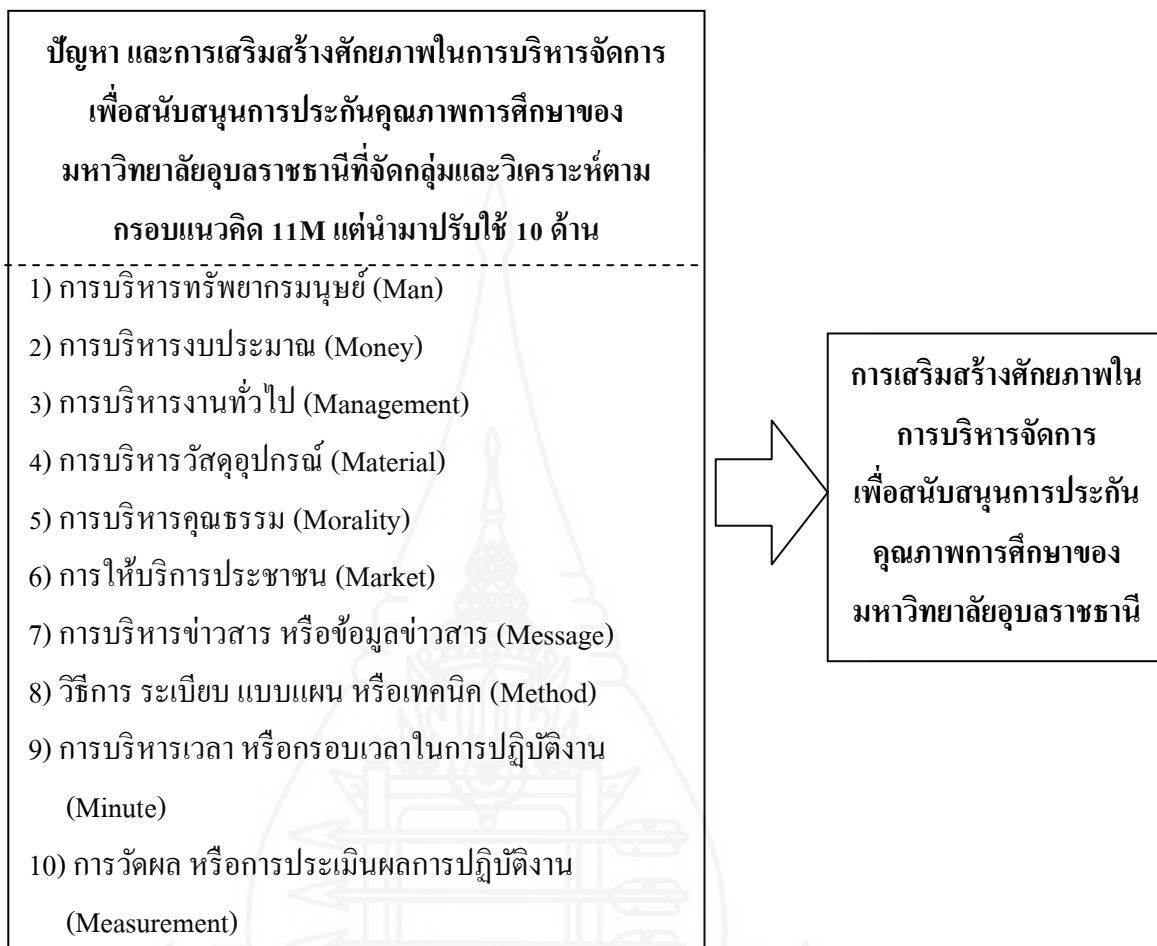 ปัญหา และการเสริมสร้างศักยภาพในการบริหารจัดการ
เพื่อสนับสนุนการประกันคุณภาพการศึกษาของ
มหาวิทยาลัยอุบลราชธานีที่จัดกลุ่มและวิเคราะห์ตาม
กรอบแนวคิด 11M แต่นำมาปรับใช้ 10 ด้าน
1) การบริหารทรัพยากรมนุษย์ (Man)
2) การบริหารงบประมาณ (Money)
3) การบริหารงานทั่วไป (Management)
4) การบริหารวัสดุอุปกรณ์ (Material)
5) การบริหารคุณธรรม (Morality)
6) การให้บริการประชาชน (Market)
7) การบริหารข่าวสาร หรือข้อมูลข่าวสาร (Message)
8) วิธีการ ระเบียบ แบบแผน หรือเทคนิค (Method)
9) การบริหารเวลา หรือกรอบเวลาในการปฏิบัติงาน
(Minute)
10) การวัดผล หรือการประเมินผลการปฏิบัติงาน
(Measurement)
การเสริมสร้างศักยภาพใน
การบริหารจัดการ
เพื่อสนับสนุนการประกัน
คุณภาพการศึกษาของ
มหาวิทยาลัยอุบลราชธานี